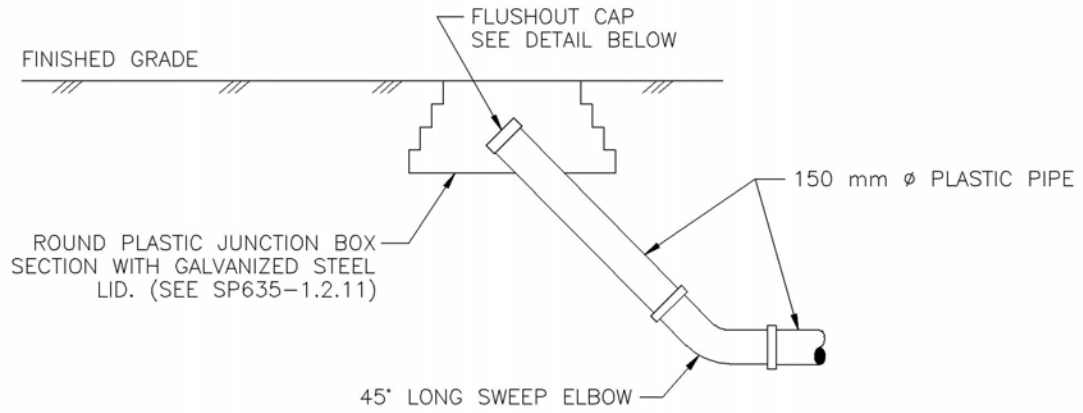 FLUSHOUT CAP
SEE DETAIL BELOW
FINISHED GRADE
150 mm ø PLASTIC PIPE
ROUND PLASTIC JUNCTION BOX
SECTION WITH GALVANIZED STEEL
LID. (SEE SP635-1.2.11)
45° LONG SWEEP ELBOW